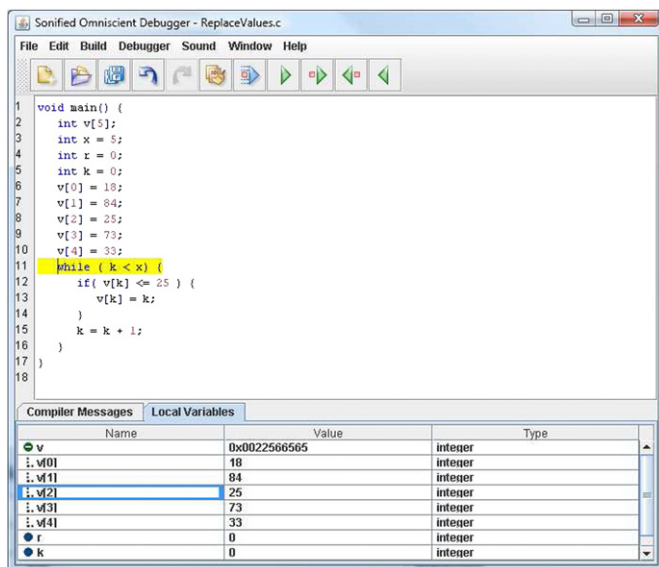 Sonified Omniscient Debugger - ReplaceValues.c
File Edit Build Debugger Sound Window Help
1 void main() {
2 int v[5];
3 int x = 5;
4 int r = 0;
5 int k = 0;
6 v[0] = 18;
7 v[1] = 84;
8 v[2] = 25;
9 v[3] = 73;
10 v[4] = 33;
11 while ( k < x) {
12 if( v[k] <= 25 ) {
13 v[k] = k;
14 }
15 k = k + 1;
16 }
17 }
18
Compiler Messages Local Variables
Name Value Type
v 0x0022566565 integer
v[0] 18 integer
v[1] 84 integer
v[2] 25 integer
v[3] 73 integer
v[4] 33 integer
r 0 integer
k 0 integer